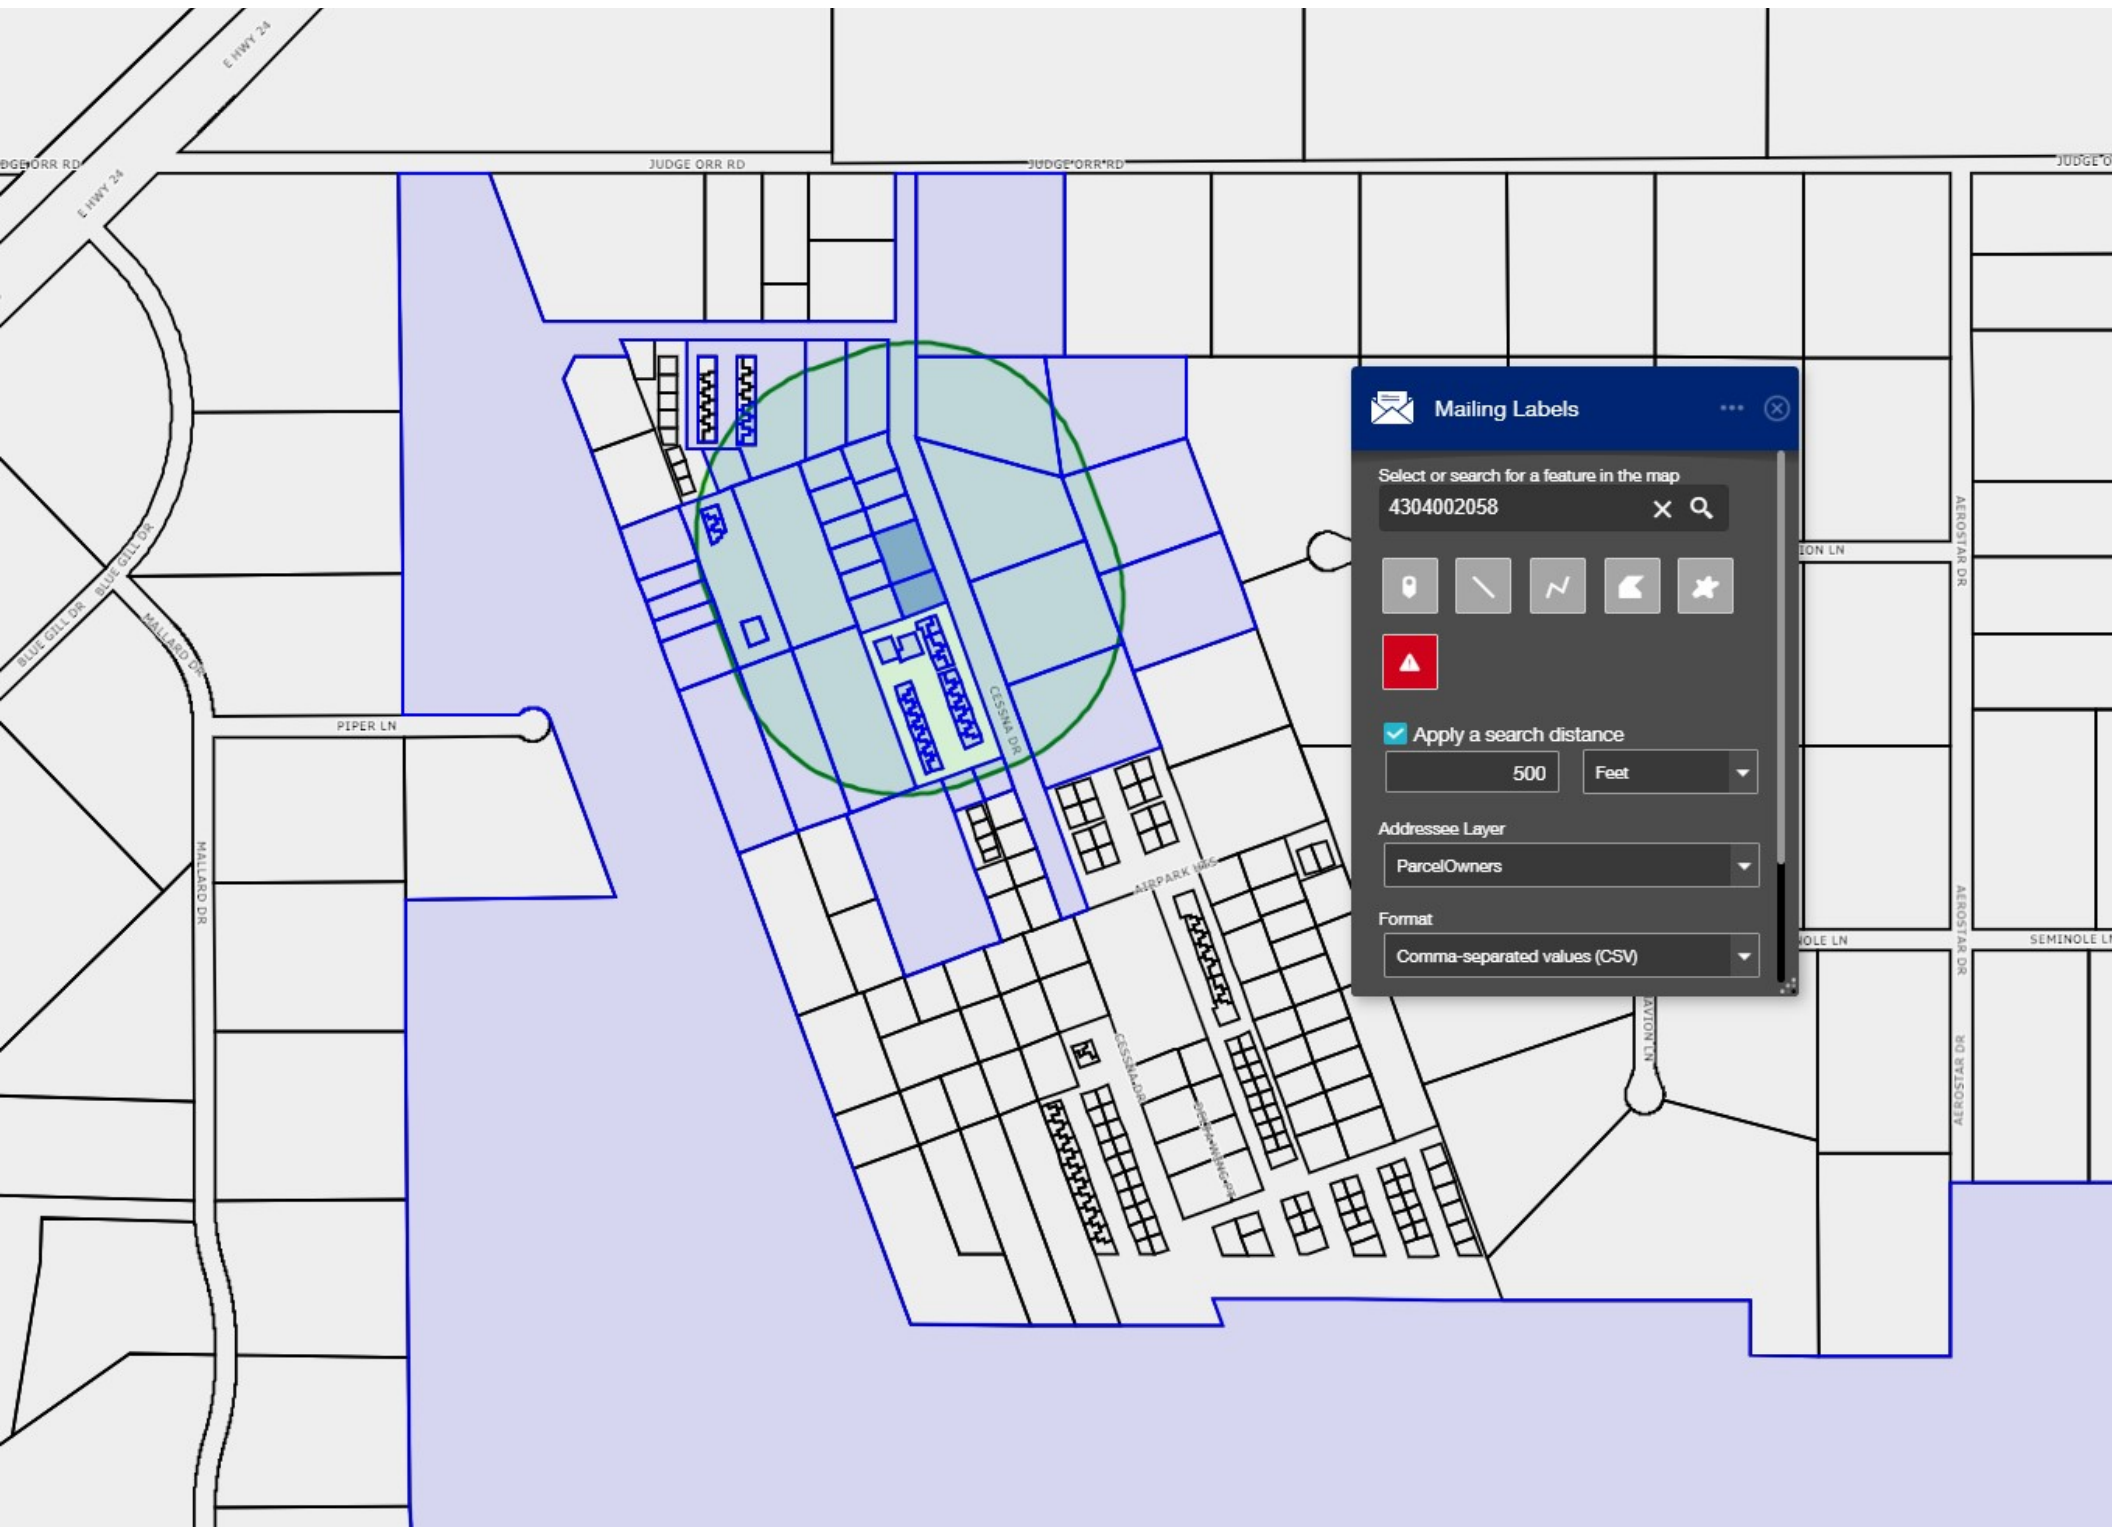 E HWY 24
DGE ORR RD
JUDGE ORR RD
JUDGE ORR RD
JUDGE O
E HWY 24
Mailing Labels
Select or search for a feature in the map
4304002058
AEROSTAR DR
ION LN
BLUE GILL DR
BLUE GILL DR
MALLARD DR
PIPER LN
CESSNA DR
Apply a search distance
500
Feet
Addressee Layer
ParcelOwners
AIRPARK HTS
MALLARD DR
Format
Comma-separated values (CSV)
AEROSTAR DR
OLE LN
SEMINOLE LN
AVION LN
CESSNA DR
AEROSTAR DR